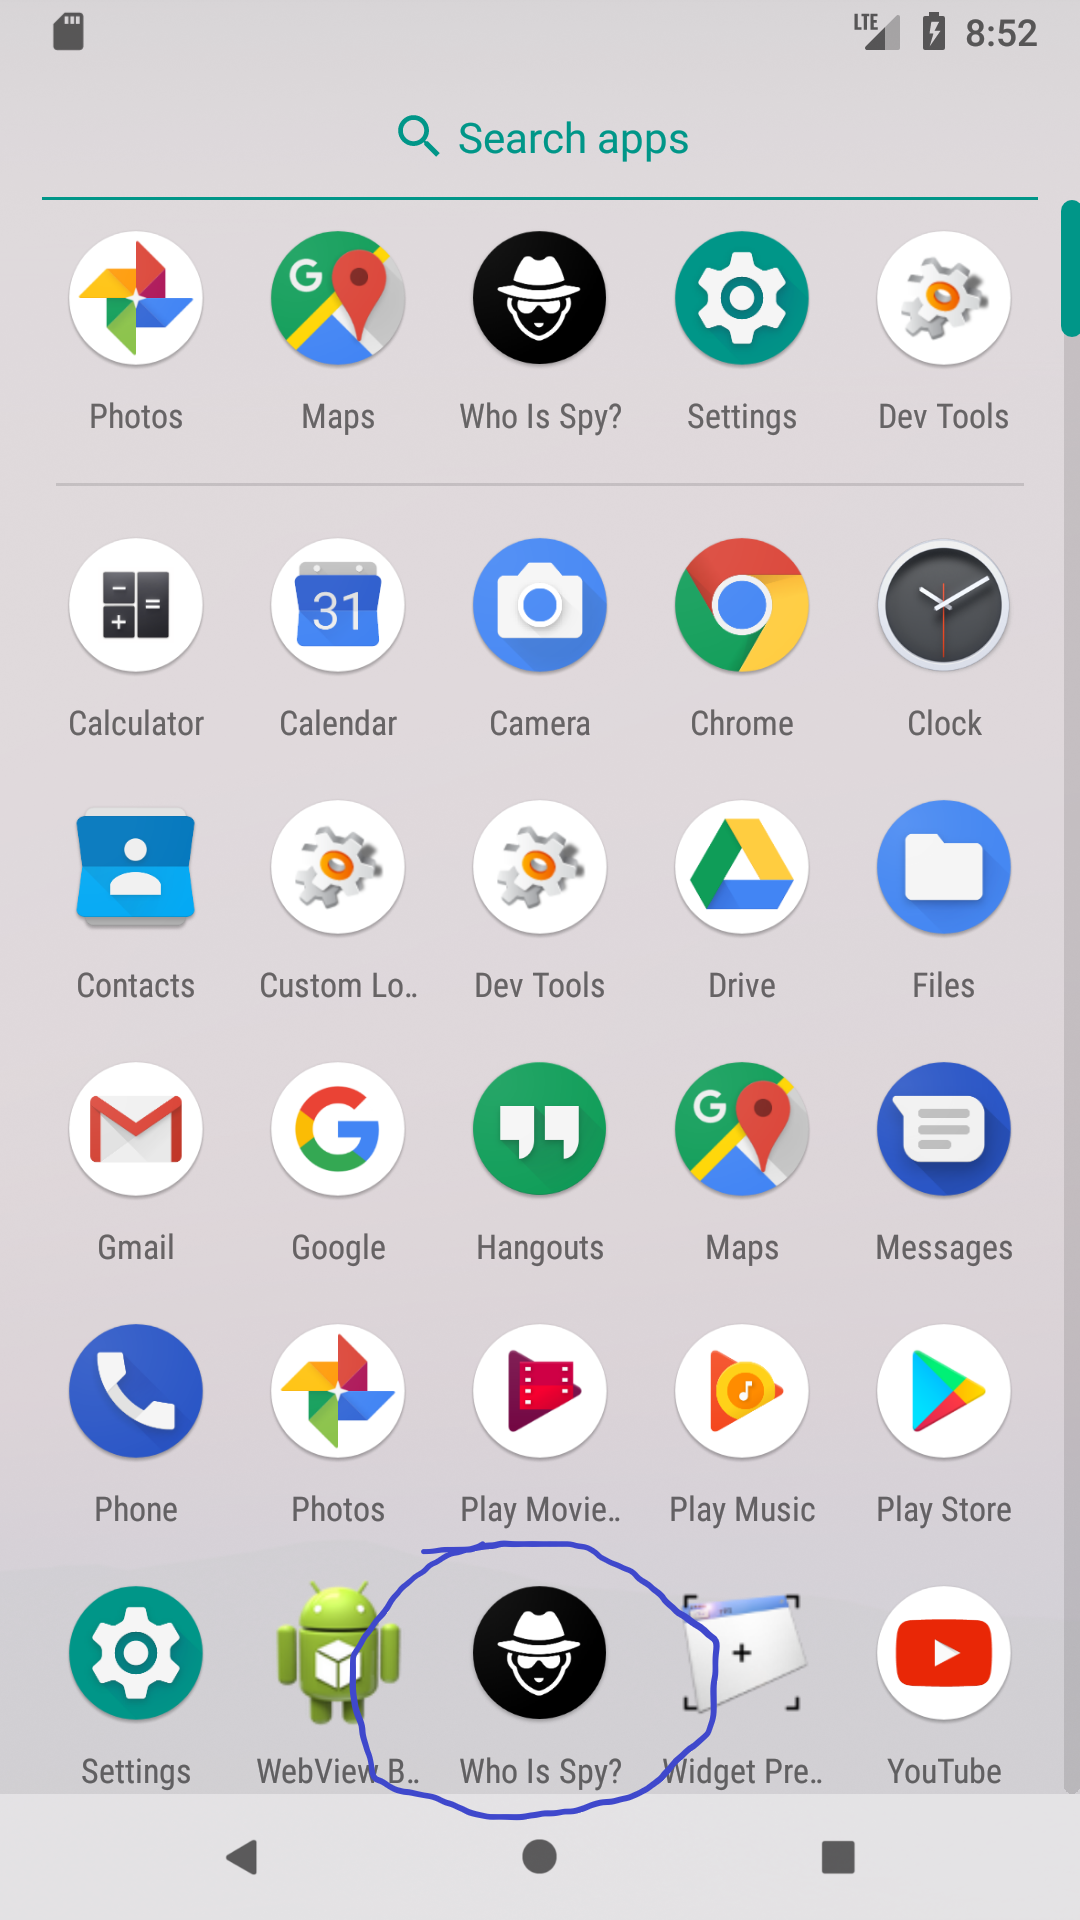 LTE 8:52
Search apps
Photos Maps Who Is Spy? Settings Dev Tools
31
Calculator Calendar Camera Chrome Clock
Contacts Custom Lo.. Dev Tools Drive Files
Gmail Google Hangouts Maps Messages
Phone Photos Play Movie.. Play Music Play Store
Settings WebView B.. Who Is Spy? Widget Pre.. YouTube